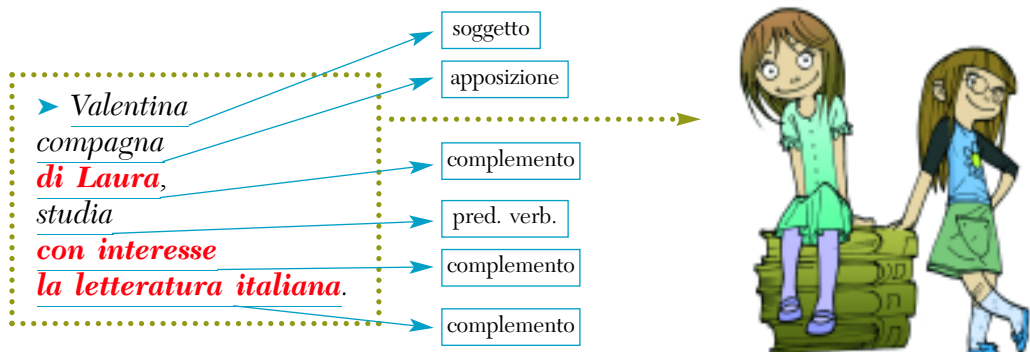 ➤ Valentina
compagna
di Laura,
studia
con interesse
la letteratura italiana.
soggetto
apposizione
complemento
pred. verb.
complemento
complemento